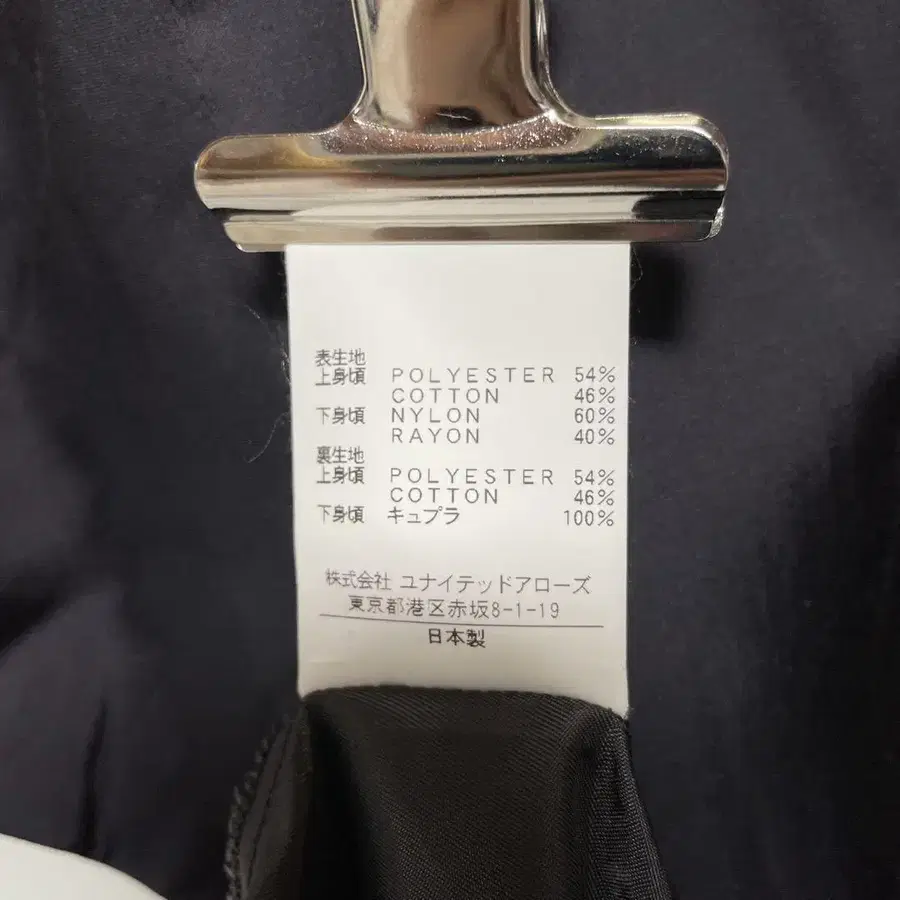 表生地
上身頃 POLYESTER 54%
COTTON 46%
下身頃 NYLON 60%
RAYON 40%
裏生地
上身頃 POLYESTER 54%
COTTON 46%
下身頃 キュプラ 100%
株式会社 ユナイテッドアローズ
東京都港区赤坂8-1-19
日本製